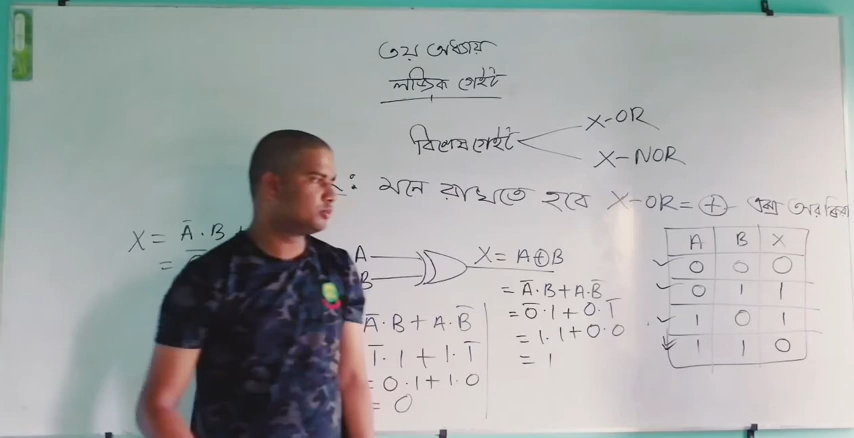 ৩য় অধ্যায়
লজিক গেইট
বিশেষ গেইট
X-OR
X-NOR
: মনে রাখতে হবে X-OR = ⊕
X = A̅·B
=
A
B
X = A⊕B
= A̅·B + A·B̅
= 0̅·1 + 0·1̅
= 1·1 + 0·0
= 1
A̅·B + A·B̅
1̅·1 + 1·1̅
= 0·1 + 1·0
= 0
A B X
0 0 0
0 1 1
1 0 1
1 1 0